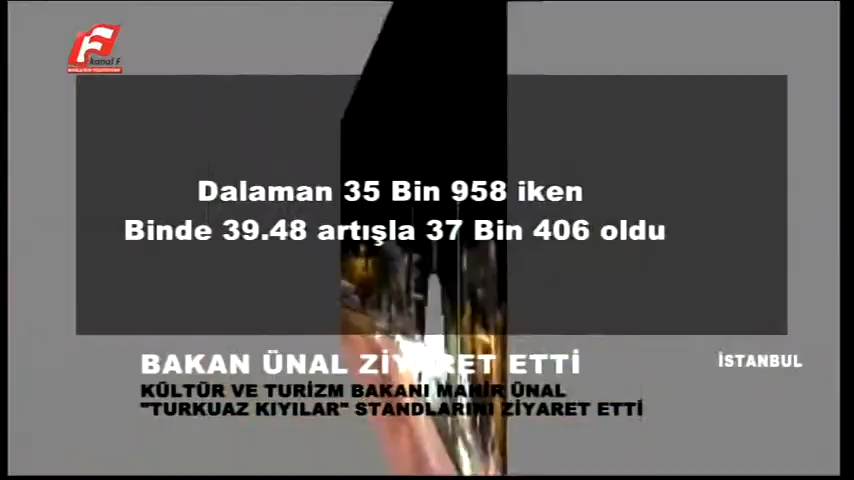 kanal F
Dalaman 35 Bin 958 iken
Binde 39.48 artışla 37 Bin 406 oldu
BAKAN ÜNAL ZİYARET ETTİ
İSTANBUL
KÜLTÜR VE TURİZM BAKANI MAHİR ÜNAL
"TURKUAZ KIYILAR" STANDLARINI ZİYARET ETTİ